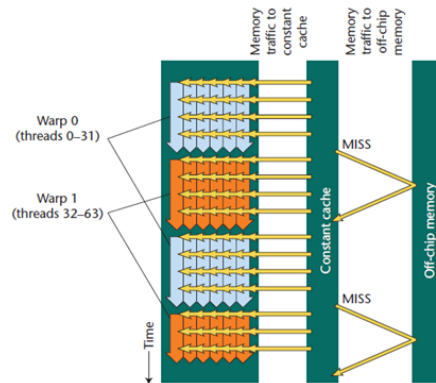 Memory
traffic to
constant
cache
Memory
traffic to
off-chip
memory
Warp 0
(threads 0–31)
Warp 1
(threads 32–63)
MISS
MISS
Constant cache
Off-chip memory
Time